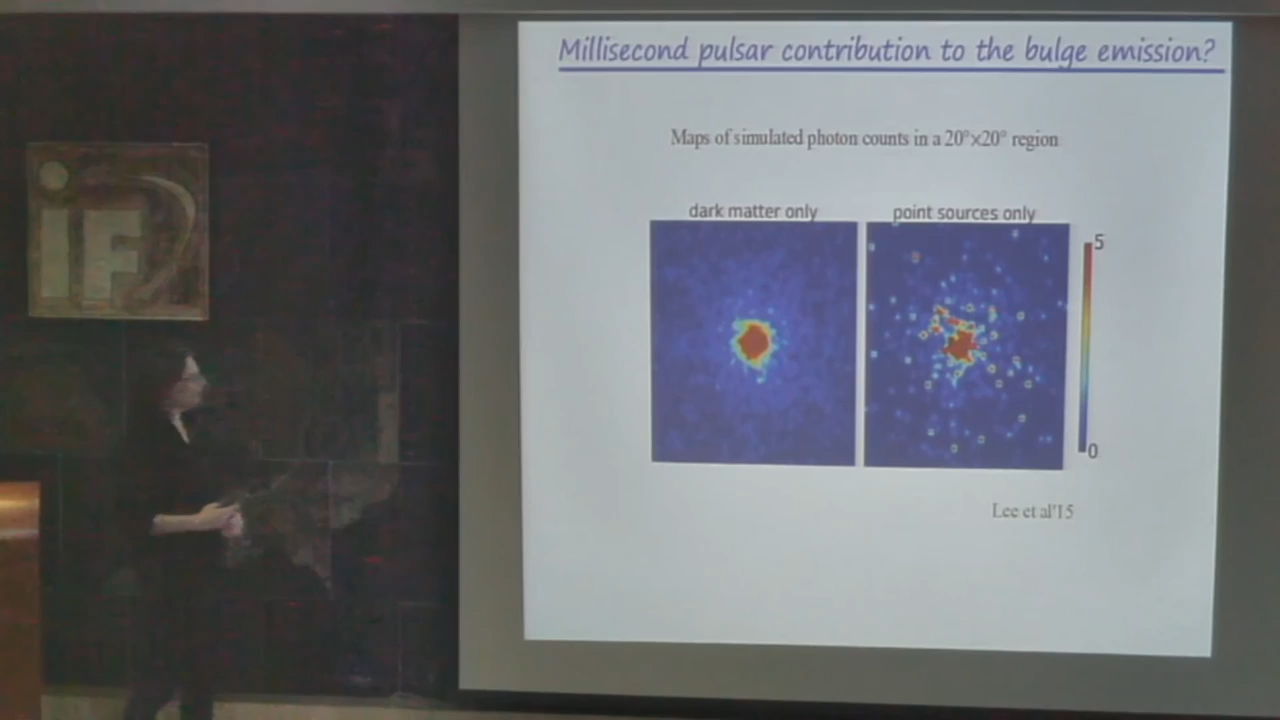 Millisecond pulsar contribution to the bulge emission?
iF
Maps of simulated photon counts in a 20°×20° region
dark matter only
point sources only
5
0
Lee et al'15